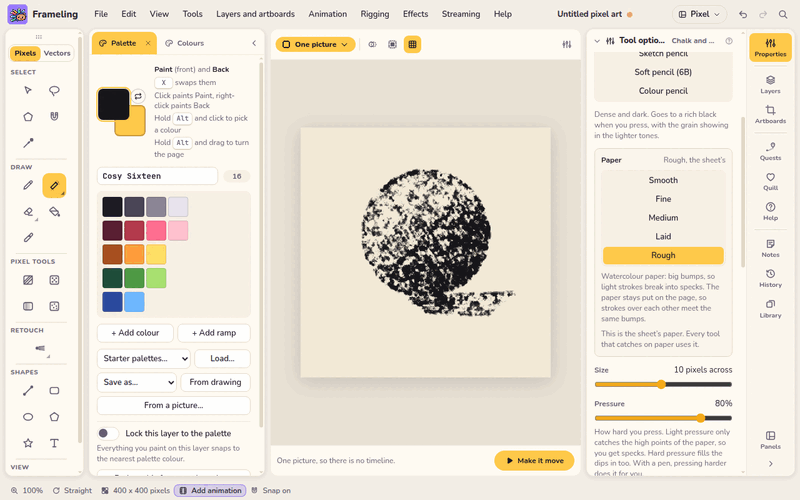 Frameling File Edit View Tools Layers and artboards Animation Rigging Effects Streaming Help Untitled pixel art Pixel
Pixels Vectors
SELECT
DRAW
PIXEL TOOLS
RETOUCH
SHAPES
VIEW
Palette Colours
Paint (front) and Back
X swaps them
Click paints Paint, right-
click paints Back
Hold Alt and click to pick
a colour
Hold Alt and drag to turn
the page
Cosy Sixteen 16
+ Add colour + Add ramp
Starter palettes... Load...
Save as... From drawing
From a picture...
Lock this layer to the palette
Everything you paint on this layer snaps to
the nearest palette colour.
One picture
One picture, so there is no timeline. Make it move
Tool optio... Chalk and ...
Sketch pencil
Soft pencil (6B)
Colour pencil
Dense and dark. Goes to a rich black
when you press, with the grain showing
in the lighter tones.
Paper Rough, the sheet's
Smooth
Fine
Medium
Laid
Rough
Watercolour paper: big bumps, so
light strokes break into specks. The
paper stays put on the page, so
strokes over each other meet the
same bumps.
This is the sheet's paper. Every tool
that catches on paper uses it.
Size 10 pixels across
Pressure 80%
How hard you press. Light pressure only
catches the high points of the paper, so
you get specks. Hard pressure fills the
dips in too. With a pen, pressing harder
does it for you.
Properties
Layers
Artboards
Quests
Quill
Help
Notes
History
Library
Panels
100% Straight 400 x 400 pixels Add animation Snap on